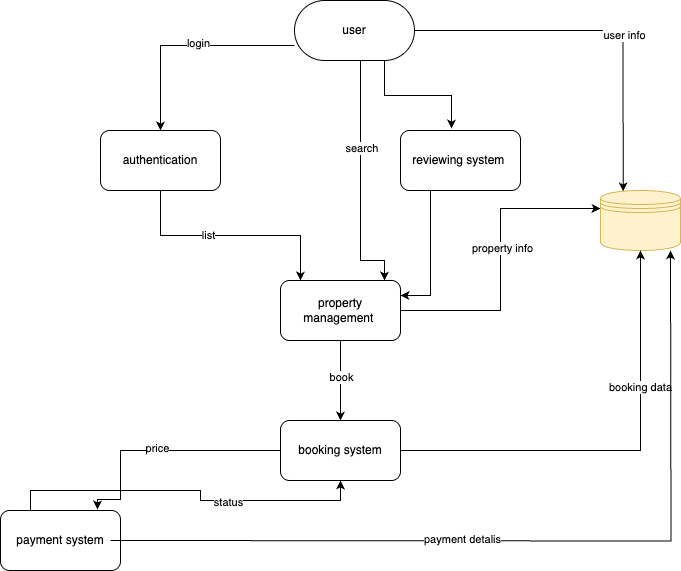 user
user info
login
search
authentication
reviewing system
list
property info
property
management
book
booking data
price
booking system
status
payment system
payment detalis